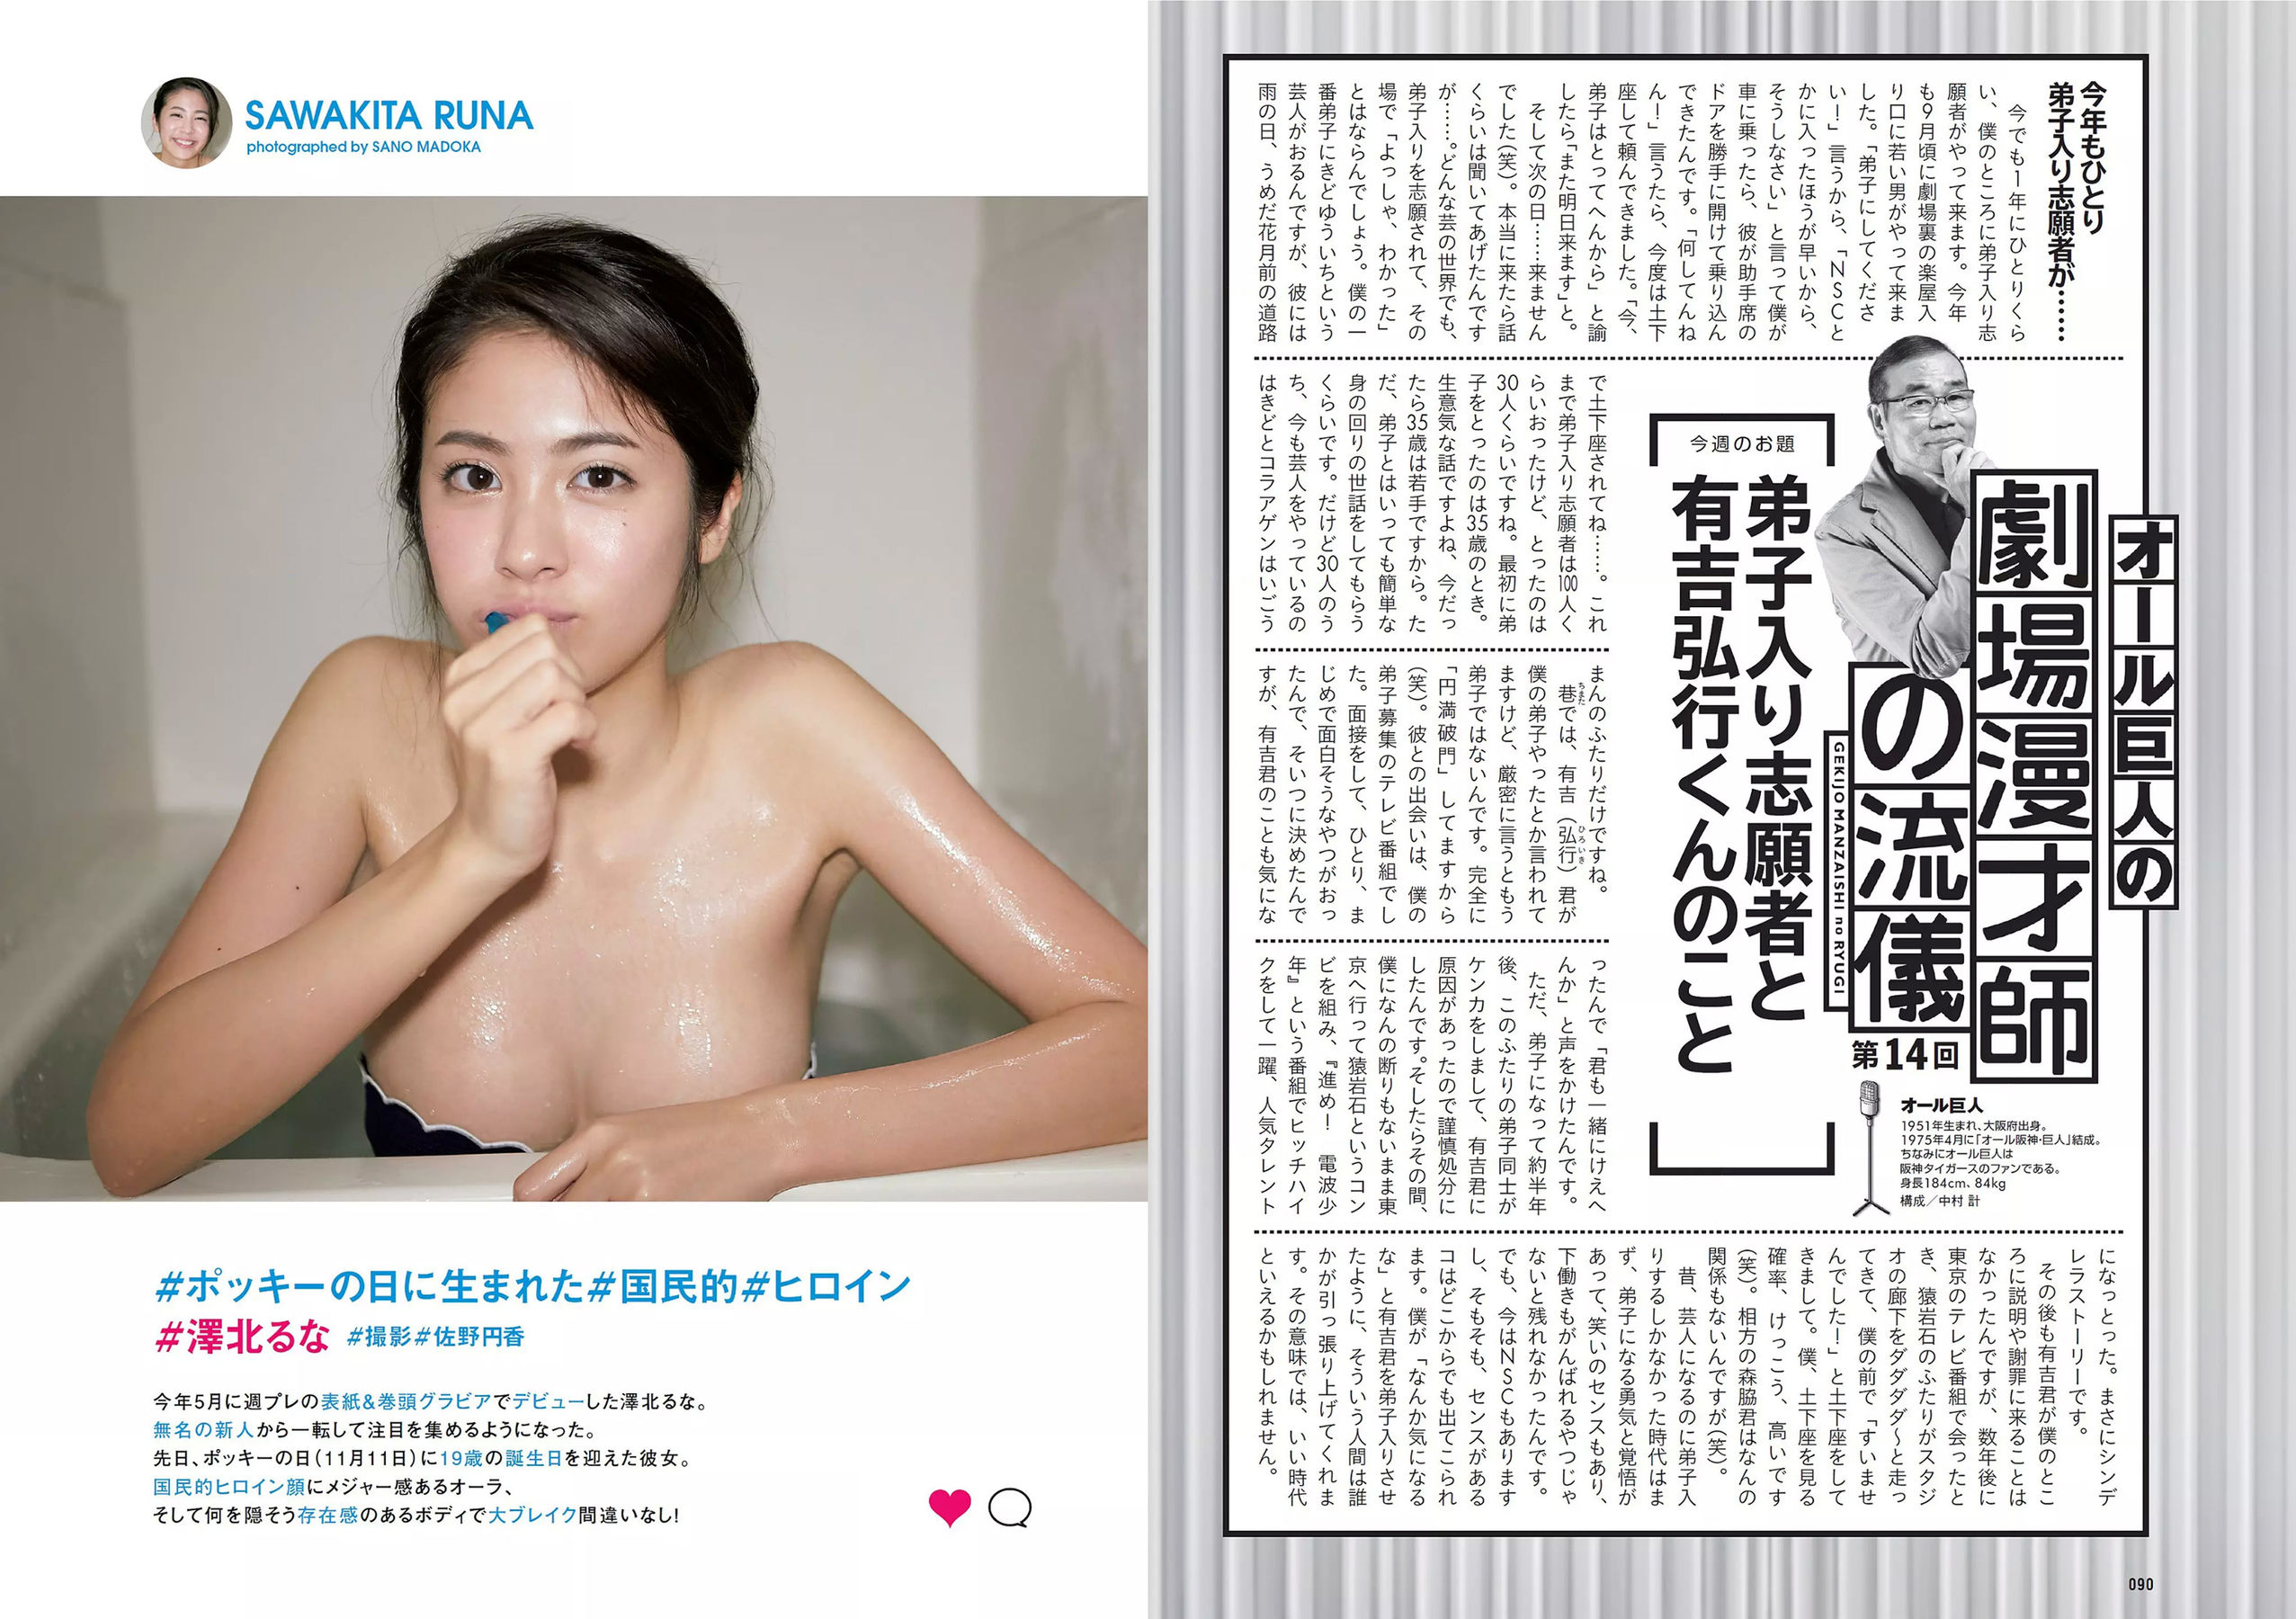 SAWAKITA RUNA
photographed by SANO MADOKA
#ポッキーの日に生まれた#国民的#ヒロイン
#澤北るな #撮影#佐野円香
今年5月に週プレの表紙&巻頭グラビアでデビューした澤北るな。
無名の新人から一転して注目を集めるようになった。
先日、ポッキーの日(11月11日)に19歳の誕生日を迎えた彼女。
国民的ヒロイン顔にメジャー感あるオーラ、
そして何を隠そう存在感のあるボディで大ブレイク間違いなし!
オール巨人の
劇場漫才師
の流儀
GEKIJO MANZAISHI no RYUGI
第14回
オール巨人
1951年生まれ、大阪府出身。
1975年4月に「オール阪神・巨人」結成。
ちなみにオール巨人は
阪神タイガースのファンである。
身長184cm、84kg
構成/中村 計
今週のお題
弟子入り志願者と
有吉弘行くんのこと
今年もひとり
弟子入り志願者が……
今でも1年にひとりくら
い、僕のところに弟子入り志
願者がやって来ます。今年
も9月頃に劇場裏の楽屋入
り口に若い男がやって来ま
した。「弟子にしてくださ
い!」言うから、「NSCと
かに入ったほうが早いから、
そうしなさい」と言って僕が
車に乗ったら、彼が助手席の
ドアを勝手に開けて乗り込ん
できたんです。「何してんね
ん!」言うたら、今度は土下
座して頼んできました。「今、
弟子はとってへんから」と諭
したら「また明日来ます」と。
そして次の日……来ません
でした(笑)。本当に来たら話
くらいは聞いてあげたんです
が……。どんな芸の世界でも、
弟子入りを志願されて、その
場で「よっしゃ、わかった」
とはならんでしょう。僕の一
番弟子にきどゆういちという
芸人がおるんですが、彼には
雨の日、うめだ花月前の道路
で土下座されてね……。これ
まで弟子入り志願者は100人く
らいおったけど、とったのは
30人くらいですね。最初に弟
子をとったのは35歳のとき。
生意気な話ですよね、今だっ
たら35歳は若手ですから。た
だ、弟子とはいっても簡単な
身の回りの世話をしてもらう
くらいです。だけど30人のう
ち、今も芸人をやっているの
はきどとコラアゲンはいごう
まんのふたりだけですね。
巷では、有吉(弘行)君が
僕の弟子やったとか言われて
ますけど、厳密に言うともう
弟子ではないんです。完全に
「円満破門」してますから
(笑)。彼との出会いは、僕の
弟子募集のテレビ番組でし
た。面接をして、ひとり、ま
じめで面白そうなやつがおっ
たんで、そいつに決めたんで
すが、有吉君のことも気にな
ったんで「君も一緒にけえへ
んか」と声をかけたんです。
ただ、弟子になって約半年
後、このふたりの弟子同士が
ケンカをしまして、有吉君に
原因があったので謹慎処分に
したんです。そしたらその間、
僕になんの断りもないまま東
京へ行って猿岩石というコン
ビを組み、『進め! 電波少
年』という番組でヒッチハイ
クをして一躍、人気タレント
になっとった。まさにシンデ
レラストーリーです。
その後も有吉君が僕のとこ
ろに説明や謝罪に来ることは
なかったんですが、数年後に
東京のテレビ番組で会ったと
き、猿岩石のふたりがスタジ
オの廊下をダダダダ〜と走っ
てきて、僕の前で「すいませ
んでした!」と土下座をして
きまして。僕、土下座を見る
確率、けっこう、高いです
(笑)。相方の森脇君はなんの
関係もないんですが(笑)。
昔、芸人になるのに弟子入
りするしかなかった時代はま
ず、弟子になる勇気と覚悟が
あって、笑いのセンスもあり、
下働きもがんばれるやつじゃ
ないと残れなかったんです。
でも、今はNSCもあります
し、そもそも、センスがある
コはどこからでも出てこられ
ます。僕が「なんか気になる
な」と有吉君を弟子入りさせ
たように、そういう人間は誰
かが引っ張り上げてくれま
す。その意味では、いい時代
といえるかもしれません。
090